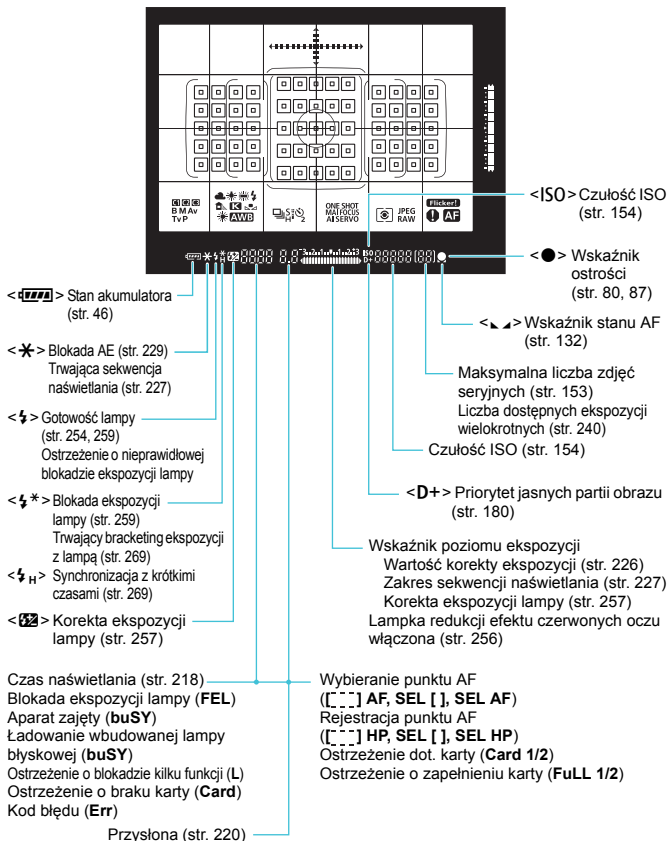 B M Av
Tv P
K
AWB
S
H
2
ONE SHOT
MAI FOCUS
AI SERVO
JPEG
RAW
Flicker!
AF
H
-3..2..1..▪..1..2.+3
ISO
D+
<ISO> Czułość ISO
(str. 154)
<●> Wskaźnik
ostrości
(str. 80, 87)
<◣ ◢> Wskaźnik stanu AF
(str. 132)
Maksymalna liczba zdjęć
seryjnych (str. 153)
Liczba dostępnych ekspozycji
wielokrotnych (str. 240)
Czułość ISO (str. 154)
<D+> Priorytet jasnych partii obrazu
(str. 180)
Wskaźnik poziomu ekspozycji
Wartość korekty ekspozycji (str. 226)
Zakres sekwencji naświetlania (str. 227)
Korekta ekspozycji lampy (str. 257)
Lampka redukcji efektu czerwonych oczu
włączona (str. 256)
< > Stan akumulatora
(str. 46)
<✱> Blokada AE (str. 229)
Trwająca sekwencja
naświetlania (str. 227)
<⚡> Gotowość lampy
(str. 254, 259)
Ostrzeżenie o nieprawidłowej
blokadzie ekspozycji lampy
<⚡*> Blokada ekspozycji
lampy (str. 259)
Trwający bracketing ekspozycji
z lampą (str. 269)
<⚡H> Synchronizacja z krótkimi
czasami (str. 269)
< > Korekta ekspozycji
lampy (str. 257)
Czas naświetlania (str. 218)
Blokada ekspozycji lampy (FEL)
Aparat zajęty (buSY)
Ładowanie wbudowanej lampy
błyskowej (buSY)
Ostrzeżenie o blokadzie kilku funkcji (L)
Ostrzeżenie o braku karty (Card)
Kod błędu (Err)
Przysłona (str. 220)
Wybieranie punktu AF
([---] AF, SEL [ ], SEL AF)
Rejestracja punktu AF
([---] HP, SEL [ ], SEL HP)
Ostrzeżenie dot. karty (Card 1/2)
Ostrzeżenie o zapełnieniu karty (FuLL 1/2)